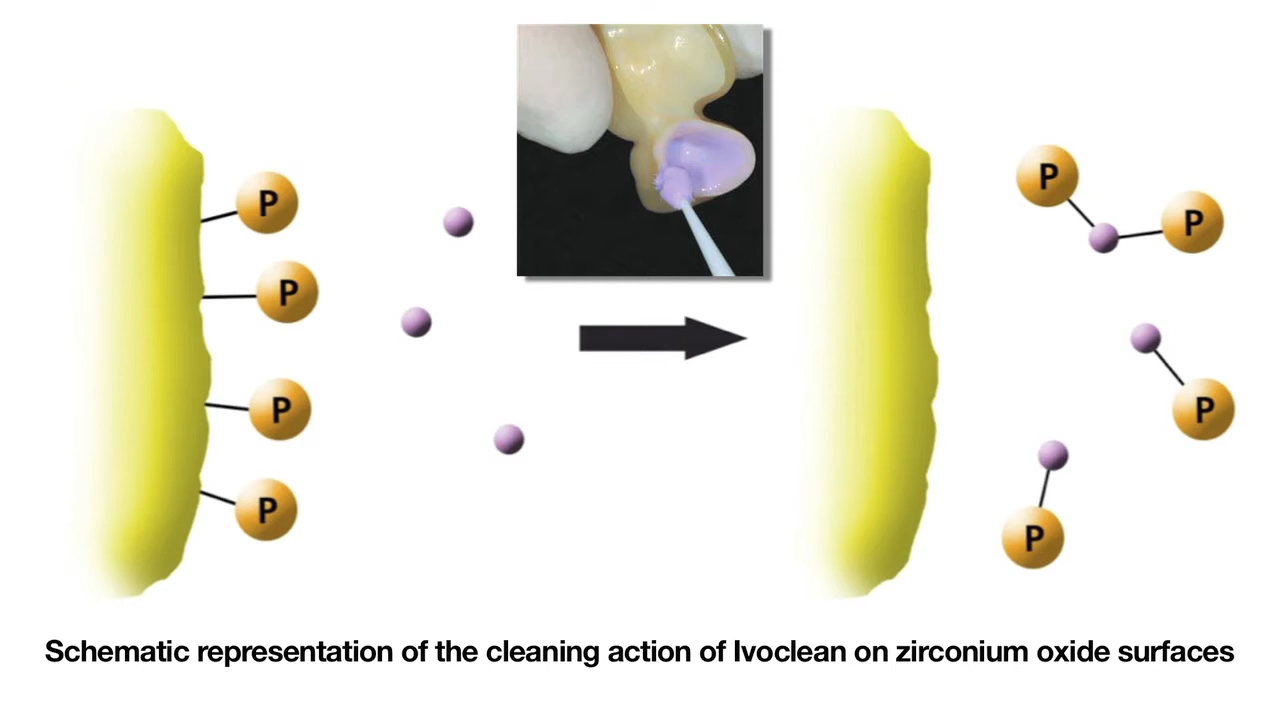 P
P
P
P
P
P
P
P
Schematic representation of the cleaning action of Ivoclean on zirconium oxide surfaces